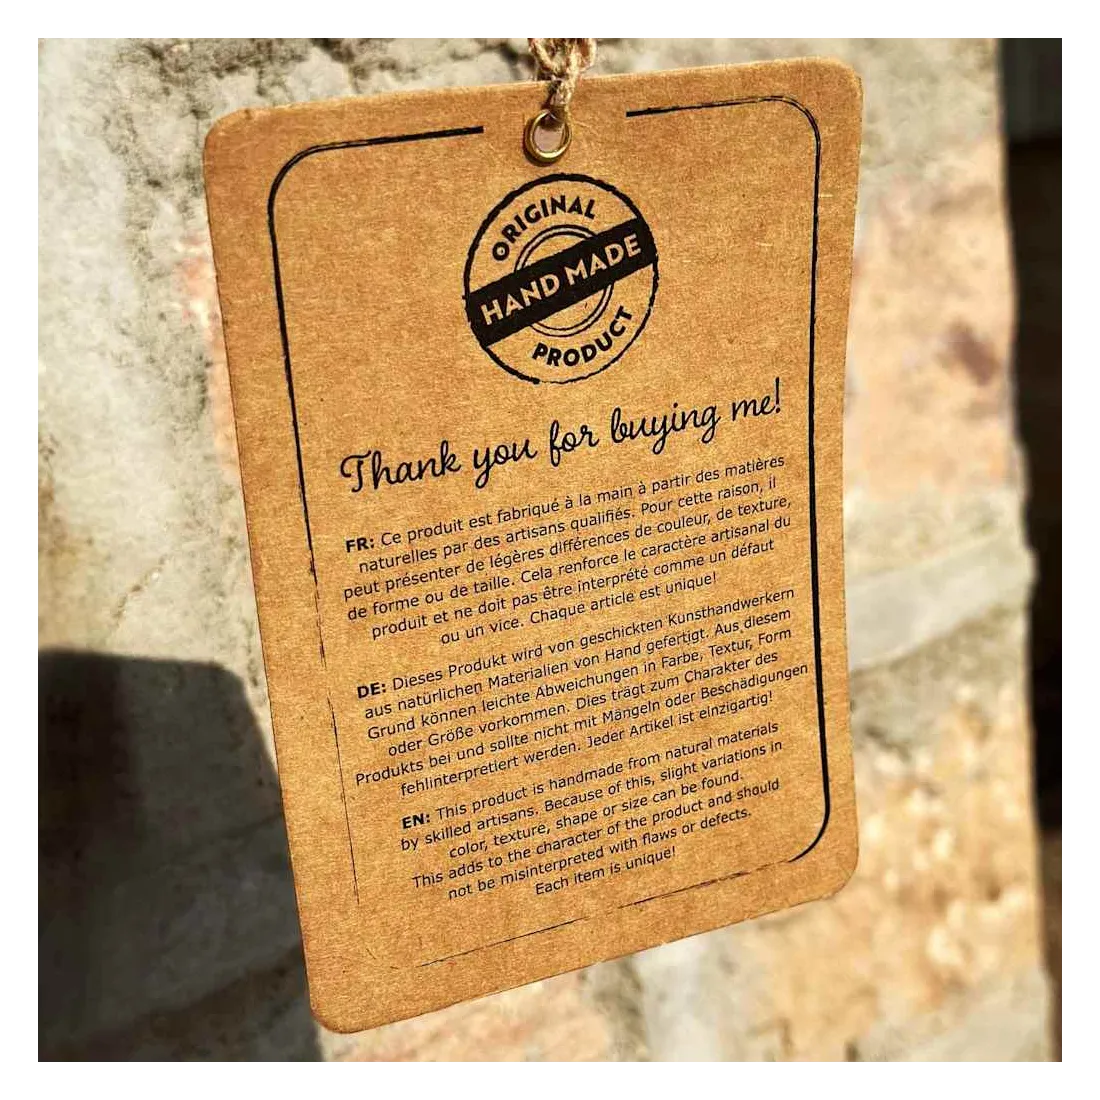 ORIGINAL
HAND MADE
PRODUCT
Thank you for buying me!
FR: Ce produit est fabriqué à la main à partir des matières
naturelles par des artisans qualifiés. Pour cette raison, il
peut présenter de légères différences de couleur, de texture,
de forme ou de taille. Cela renforce le caractère artisanal du
produit et ne doit pas être interprété comme un défaut
ou un vice. Chaque article est unique!
DE: Dieses Produkt wird von geschickten Kunsthandwerkern
aus natürlichen Materialien von Hand gefertigt. Aus diesem
Grund können leichte Abweichungen in Farbe, Textur, Form
oder Größe vorkommen. Dies trägt zum Charakter des
Produkts bei und sollte nicht mit Mängeln oder Beschädigungen
fehlinterpretiert werden. Jeder Artikel ist einzigartig!
EN: This product is handmade from natural materials
by skilled artisans. Because of this, slight variations in
color, texture, shape or size can be found.
This adds to the character of the product and should
not be misinterpreted with flaws or defects.
Each item is unique!